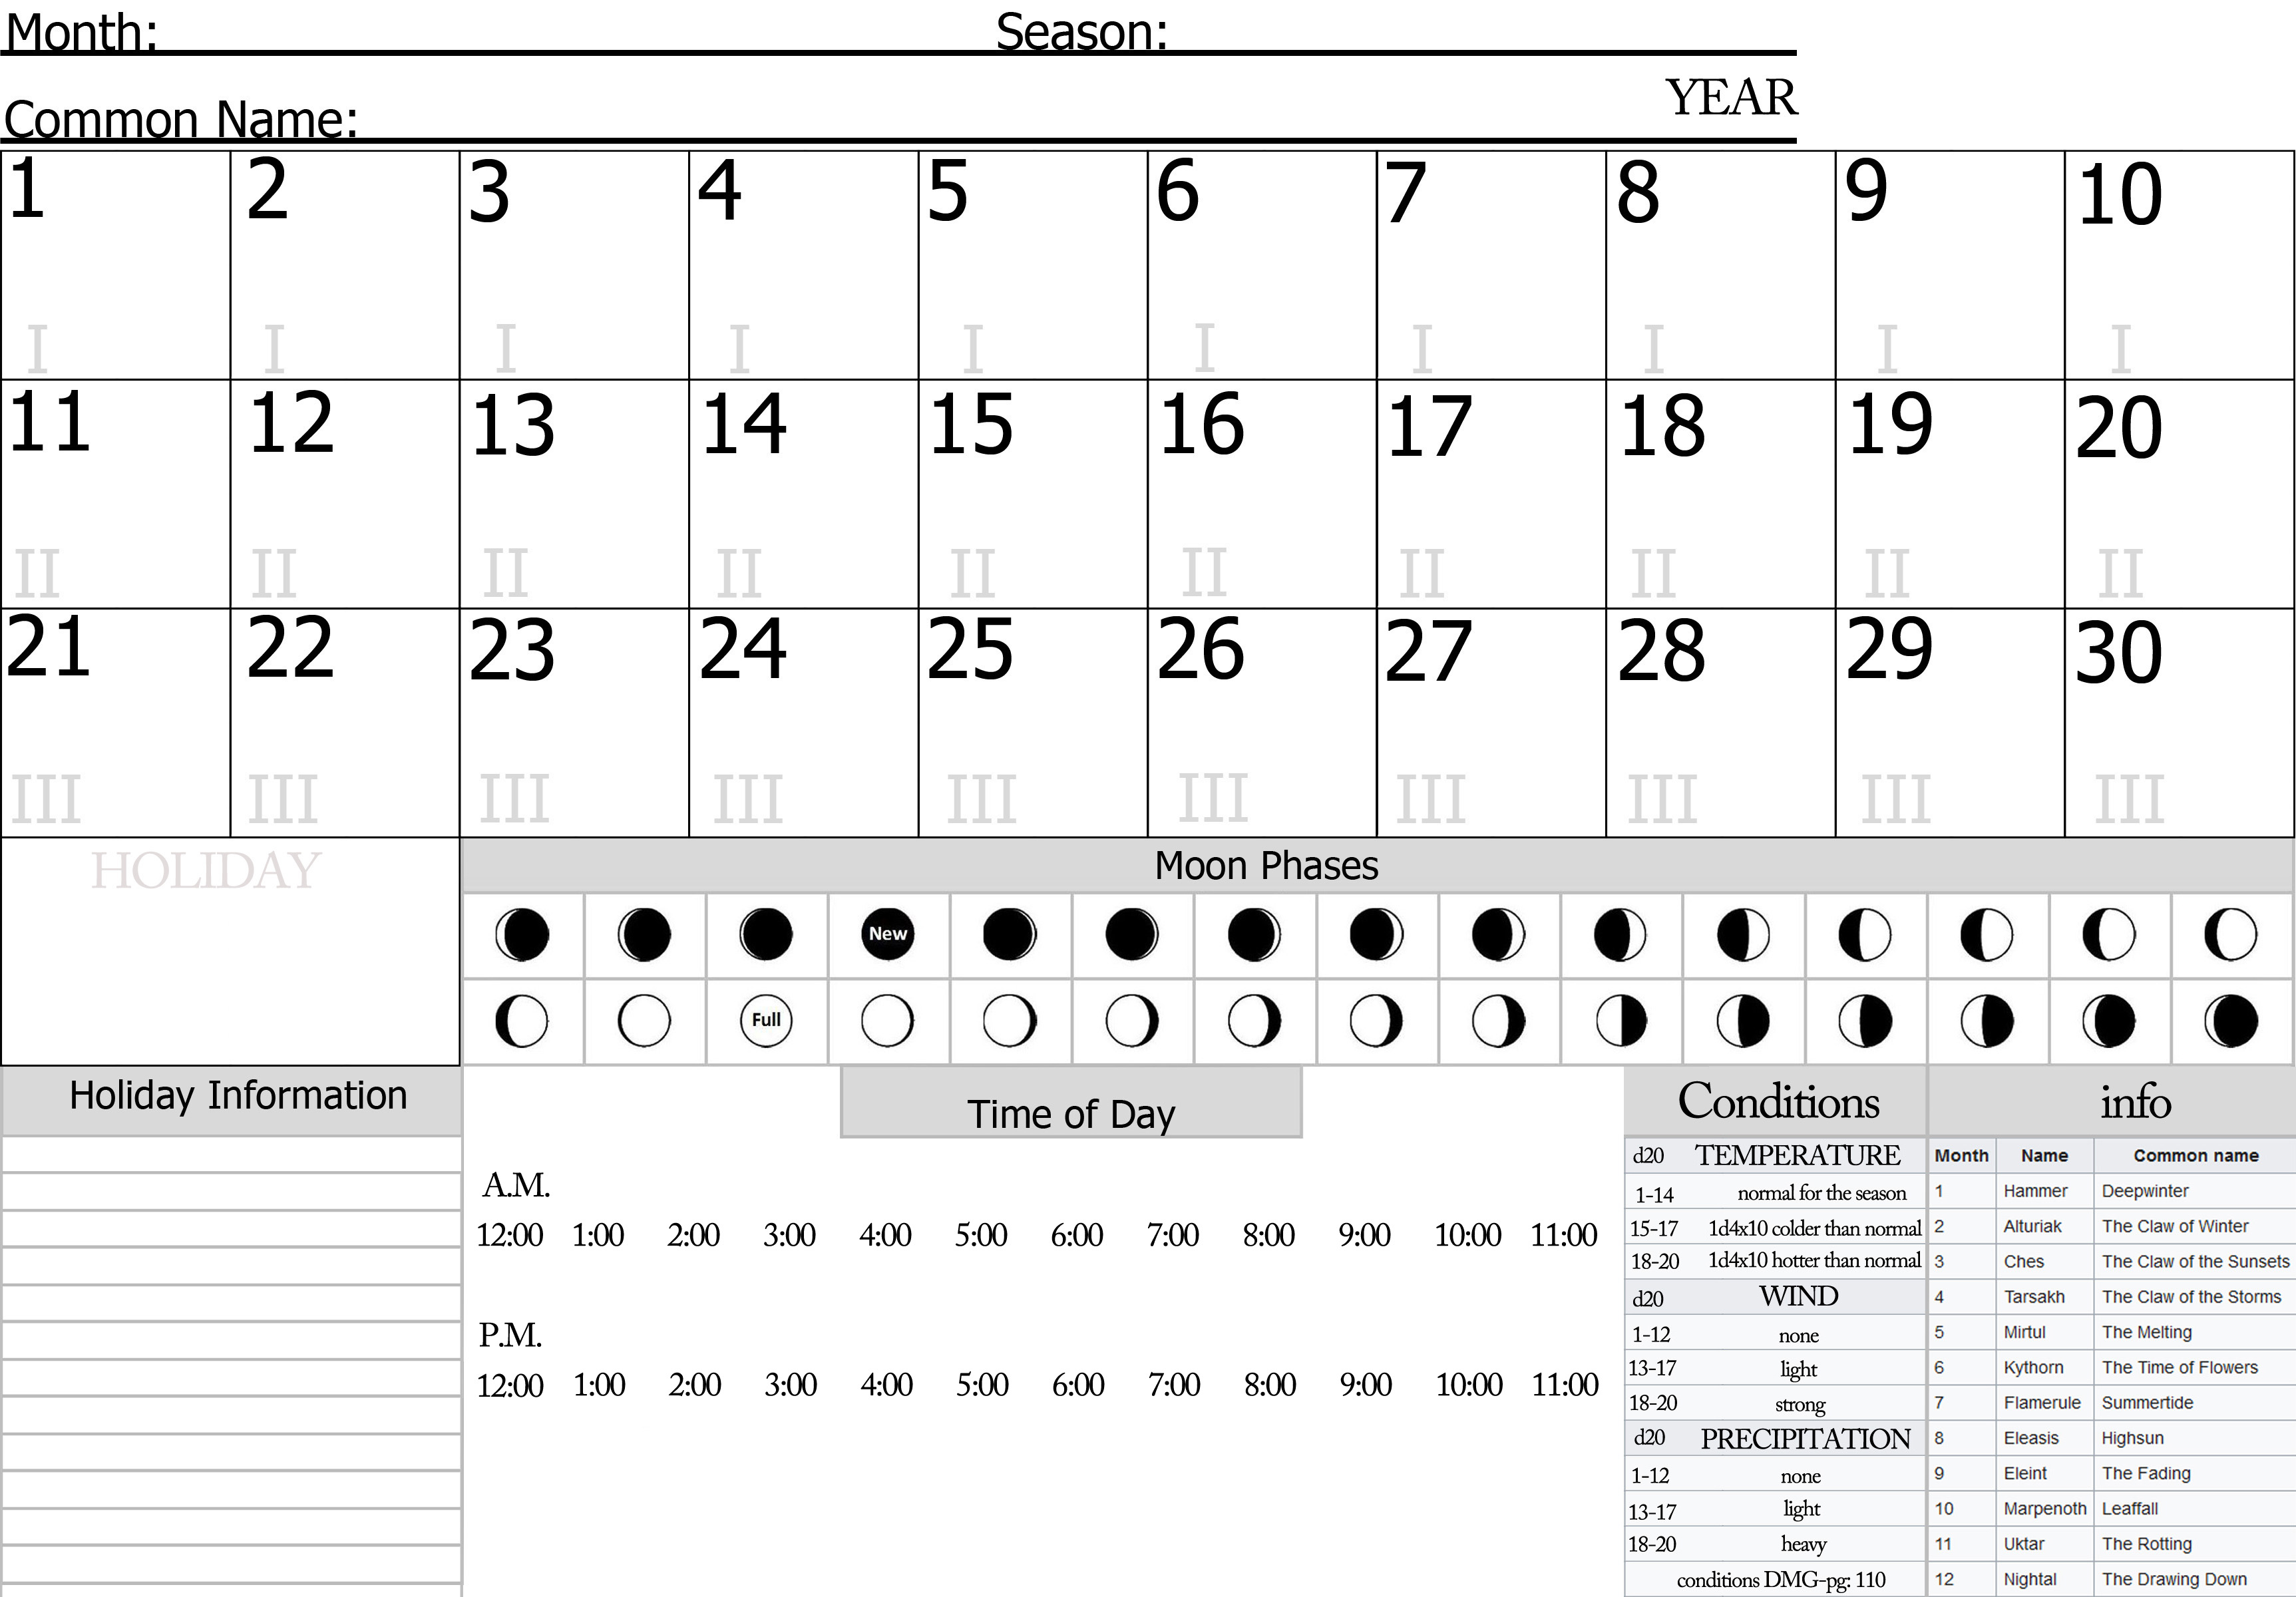 Month: Season:
YEAR
Common Name:
1 2 3 4 5 6 7 8 9 10
I I I I I I I I I I
11 12 13 14 15 16 17 18 19 20
II II II II II II II II II II
21 22 23 24 25 26 27 28 29 30
III III III III III III III III III III
HOLIDAY
Moon Phases
New
Full
Holiday Information
Time of Day
A.M.
12:00 1:00 2:00 3:00 4:00 5:00 6:00 7:00 8:00 9:00 10:00 11:00
P.M.
12:00 1:00 2:00 3:00 4:00 5:00 6:00 7:00 8:00 9:00 10:00 11:00
Conditions
d20 TEMPERATURE
1-14 normal for the season
15-17 1d4x10 colder than normal
18-20 1d4x10 hotter than normal
d20 WIND
1-12 none
13-17 light
18-20 strong
d20 PRECIPITATION
1-12 none
13-17 light
18-20 heavy
conditions DMG-pg: 110
info
Month Name Common name
1 Hammer Deepwinter
2 Alturiak The Claw of Winter
3 Ches The Claw of the Sunsets
4 Tarsakh The Claw of the Storms
5 Mirtul The Melting
6 Kythorn The Time of Flowers
7 Flamerule Summertide
8 Eleasis Highsun
9 Eleint The Fading
10 Marpenoth Leaffall
11 Uktar The Rotting
12 Nightal The Drawing Down